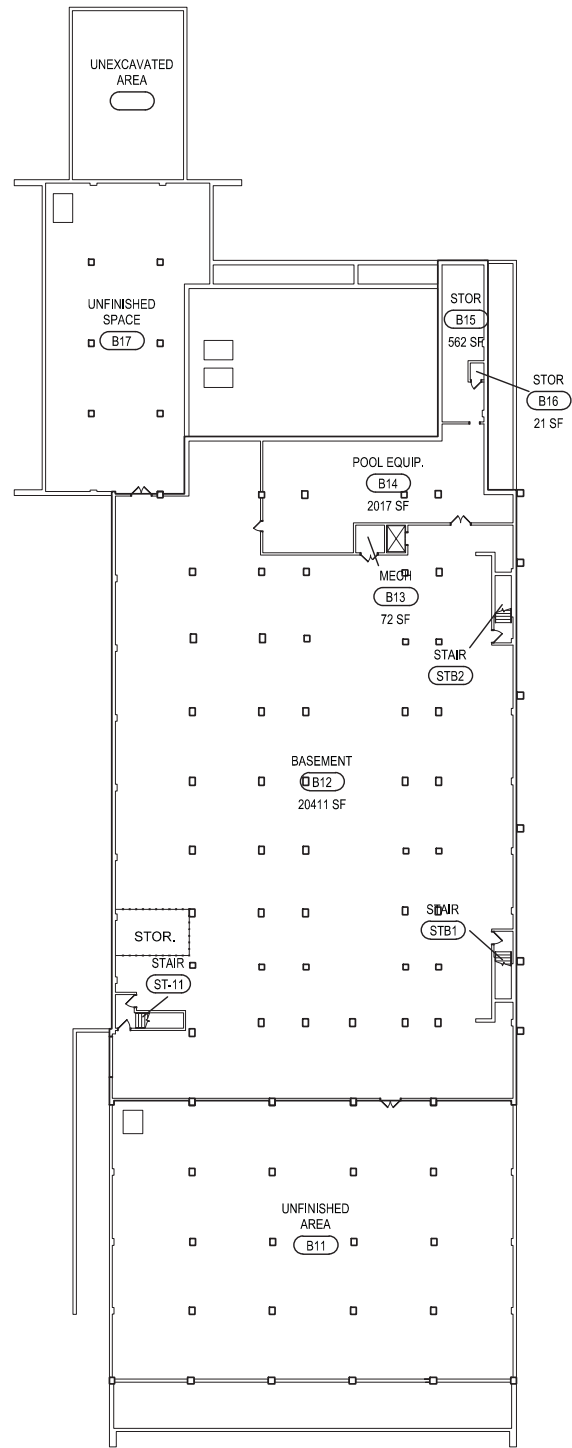 UNEXCAVATED
AREA
UNFINISHED
SPACE
B17
STOR
B15
562 SF
STOR
B16
21 SF
POOL EQUIP.
B14
2017 SF
MECH
B13
72 SF
STAIR
STB2
BASEMENT
B12
20411 SF
STAIR
STB1
STOR.
STAIR
ST-11
UNFINISHED
AREA
B11